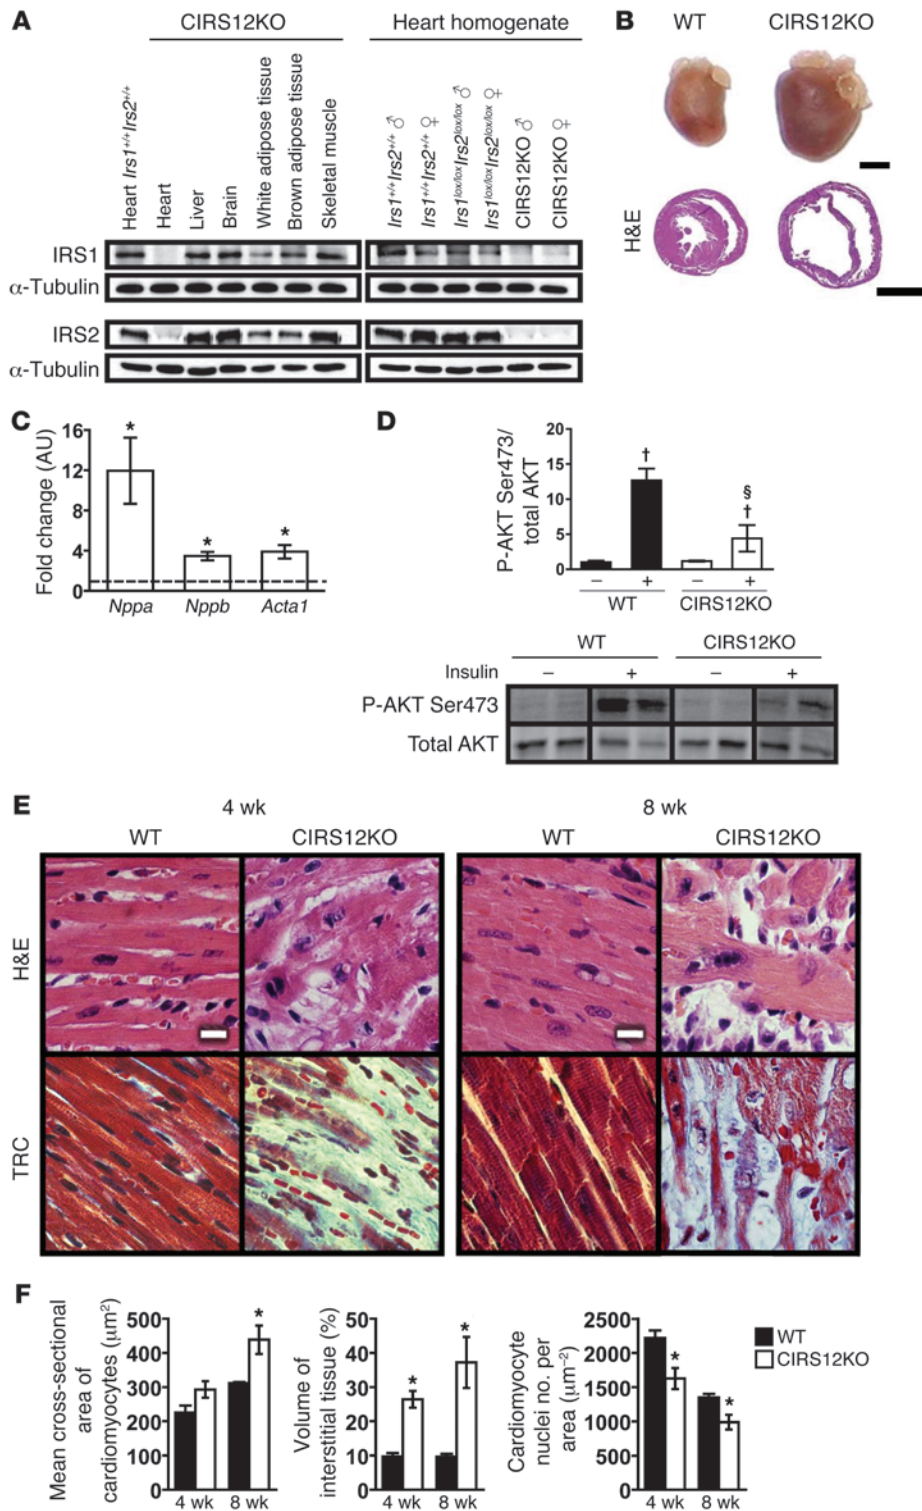 A
CIRS12KO
Heart homogenate
Heart Irs1+/+Irs2+/+
Heart
Liver
Brain
White adipose tissue
Brown adipose tissue
Skeletal muscle
Irs1+/+Irs2+/+ ♂
Irs1+/+Irs2+/+ ♀
Irs1lox/loxIrs2lox/lox ♂
Irs1lox/loxIrs2lox/lox ♀
CIRS12KO ♂
CIRS12KO ♀
IRS1
α-Tubulin
IRS2
α-Tubulin
B
WT
CIRS12KO
H&E
C
Fold change (AU)
16
12
8
4
0
*
*
*
Nppa
Nppb
Acta1
D
P-AKT Ser473/
total AKT
20
15
10
5
0
†
§
†
– + – +
WT
CIRS12KO
WT
CIRS12KO
Insulin – + – +
P-AKT Ser473
Total AKT
E
4 wk
8 wk
WT
CIRS12KO
WT
CIRS12KO
H&E
TRC
F
Mean cross-sectional
area of
cardiomyocytes (μm²)
500
400
300
200
100
0
*
4 wk
8 wk
Volume of
interstitial tissue (%)
50
40
30
20
10
0
*
*
4 wk
8 wk
Cardiomyocyte
nuclei no. per
area (μm⁻²)
2500
2000
1500
1000
500
0
*
*
4 wk
8 wk
WT
CIRS12KO